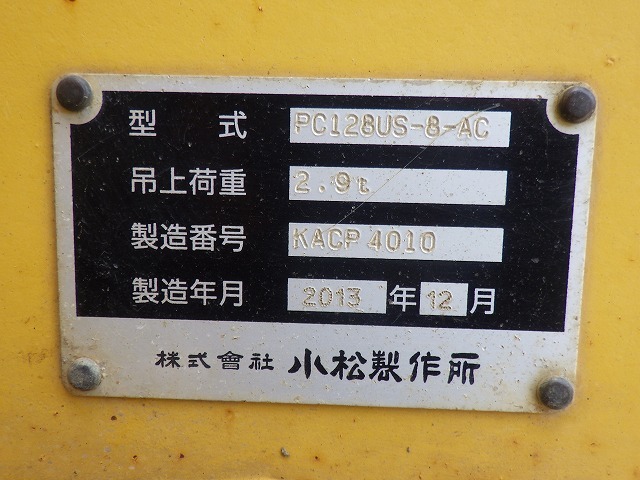 型 式 PC128US-8-AC
吊上荷重 2.9t
製造番号 KACP 4010
製造年月 2013 年 12 月
株式會社 小松製作所